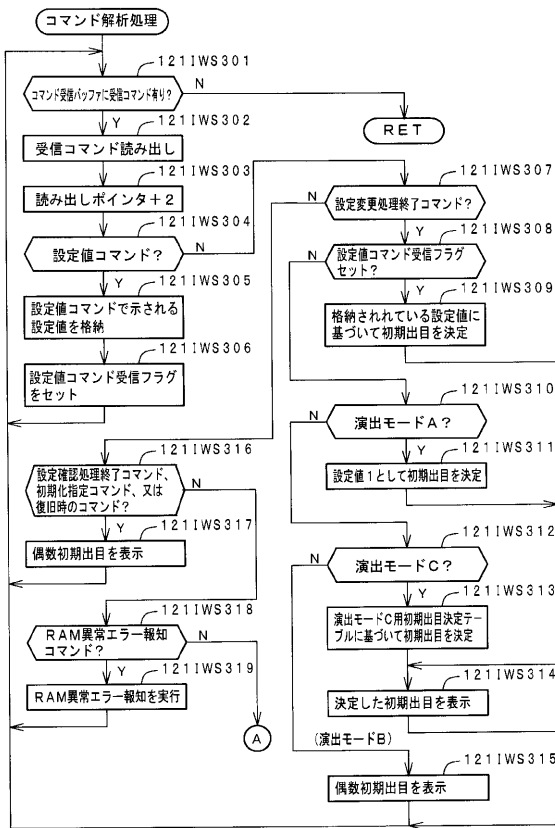 コマンド解析処理
121IWS301
コマンド受信バッファに受信コマンド有り?
N
Y
RET
121IWS302
受信コマンド読み出し
121IWS303
読み出しポインタ+2
121IWS304
設定値コマンド?
N
Y
121IWS305
設定値コマンドで示される
設定値を格納
121IWS306
設定値コマンド受信フラグ
をセット
121IWS307
N
設定変更処理終了コマンド?
Y
121IWS308
N
設定値コマンド受信フラグ
セット?
Y
121IWS309
格納されれている設定値に
基づいて初期出目を決定
121IWS310
N
演出モードA?
Y
121IWS311
設定値1として初期出目を決定
121IWS312
N
演出モードC?
Y
121IWS313
演出モードC用初期出目決定テー
ブルに基づいて初期出目を決定
121IWS314
決定した初期出目を表示
(演出モードB)
121IWS315
偶数初期出目を表示
121IWS316
設定確認処理終了コマンド、
初期化指定コマンド、又は
復旧時のコマンド?
N
Y
121IWS317
偶数初期出目を表示
121IWS318
RAM異常エラー報知
コマンド?
N
Y
121IWS319
RAM異常エラー報知を実行
A